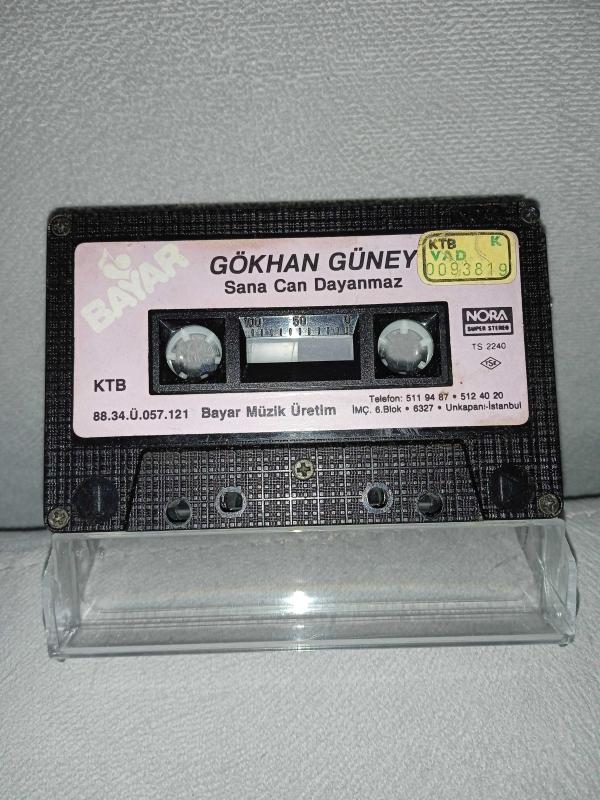 BAYAR
GÖKHAN GÜNEY
Sana Can Dayanmaz
KTB K
VAD
0093819
100 50 0
NORA
SUPER STEREO
TS 2240
TSE
KTB
88.34.Ü.057.121 Bayar Müzik Üretim
Telefon: 511 94 87 • 512 40 20
İMÇ. 6.Blok • 6327 • Unkapanı-İstanbul